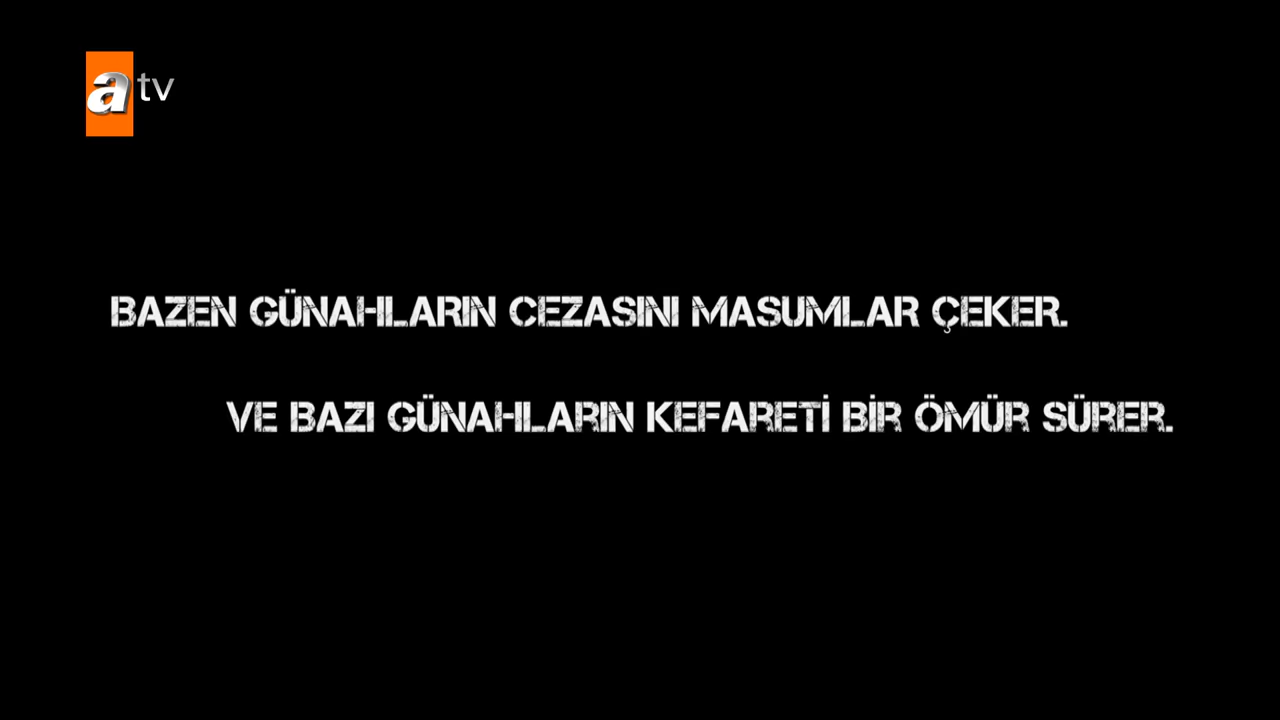 atv
BAZEN GÜNAHLARIN CEZASINI MASUMLAR ÇEKER.
VE BAZI GÜNAHLARIN KEFARETİ BİR ÖMÜR SÜRER.